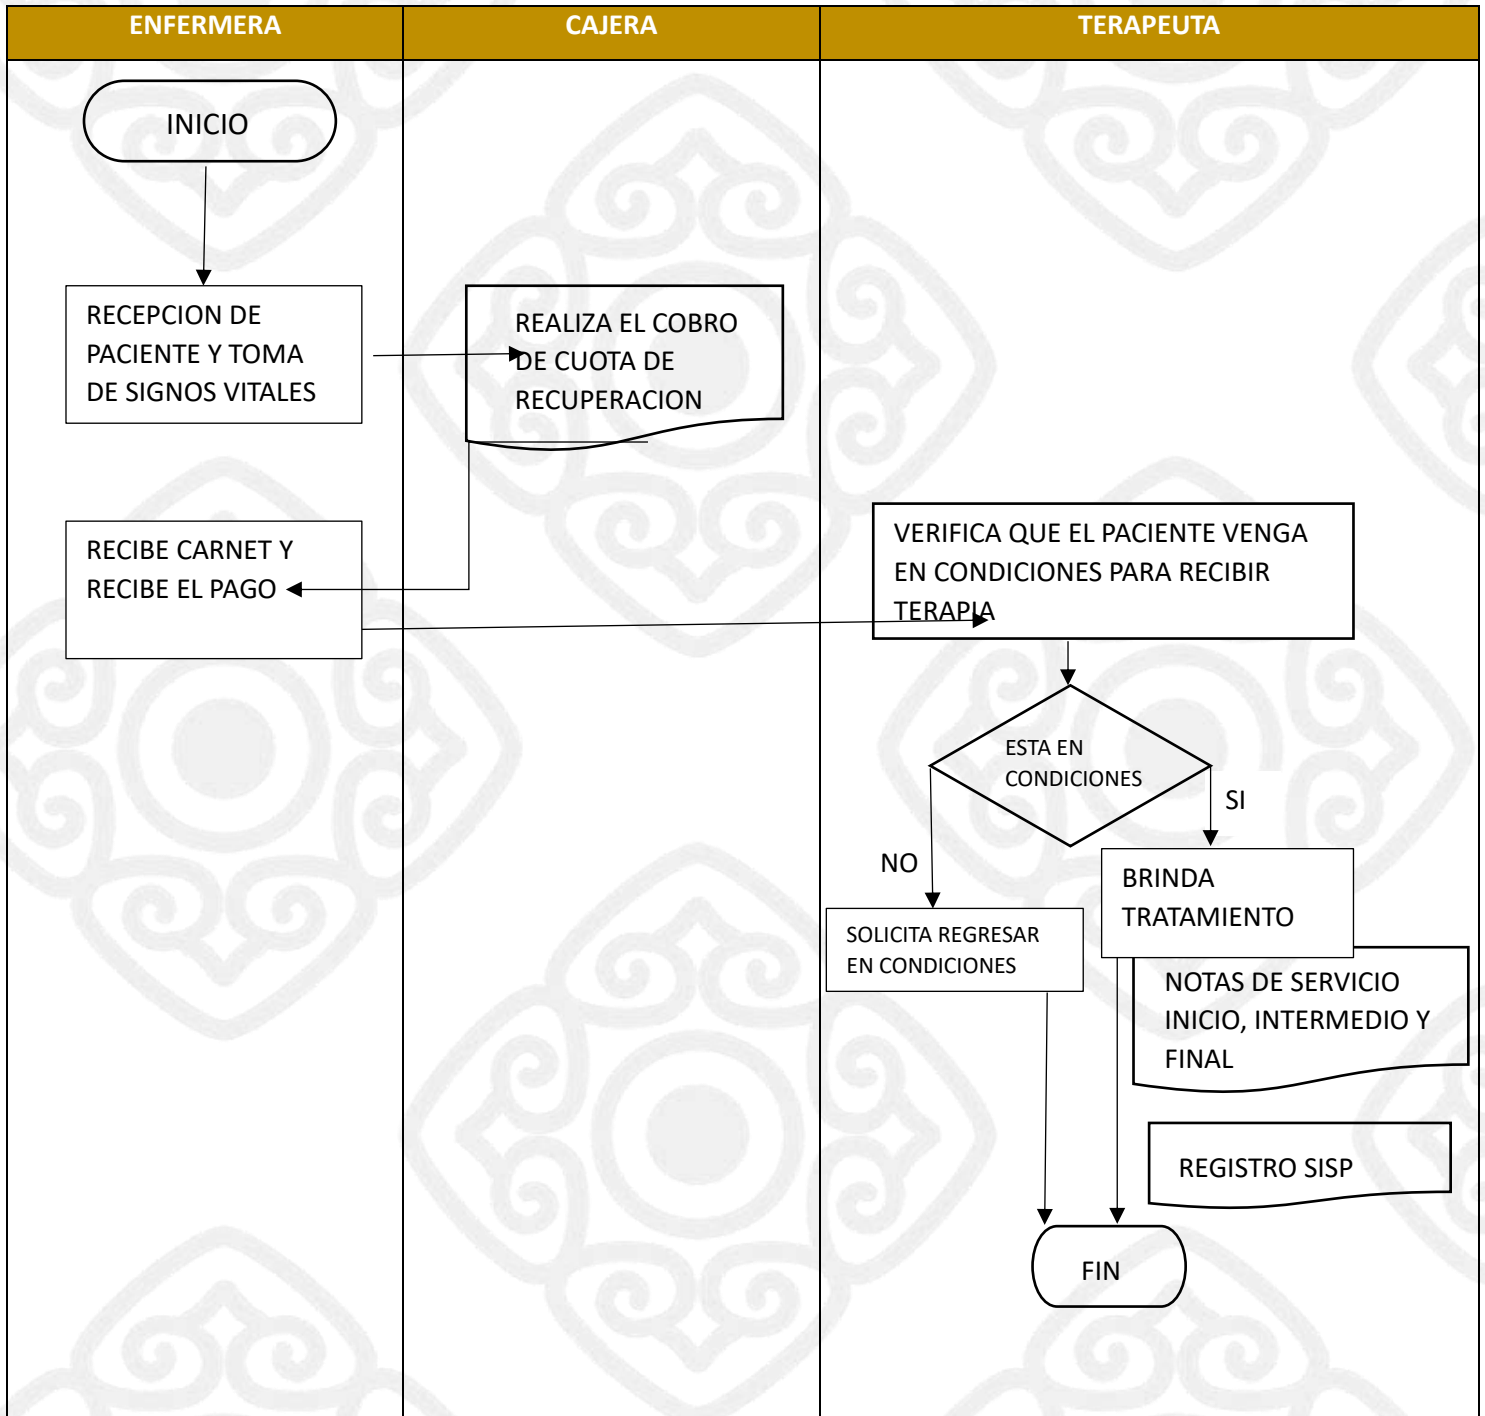 ENFERMERA
CAJERA
TERAPEUTA
INICIO
RECEPCION DE
PACIENTE Y TOMA
DE SIGNOS VITALES
REALIZA EL COBRO
DE CUOTA DE
RECUPERACION
RECIBE CARNET Y
RECIBE EL PAGO
VERIFICA QUE EL PACIENTE VENGA
EN CONDICIONES PARA RECIBIR
TERAPIA
ESTA EN
CONDICIONES
SI
NO
BRINDA
TRATAMIENTO
SOLICITA REGRESAR
EN CONDICIONES
NOTAS DE SERVICIO
INICIO, INTERMEDIO Y
FINAL
REGISTRO SISP
FIN